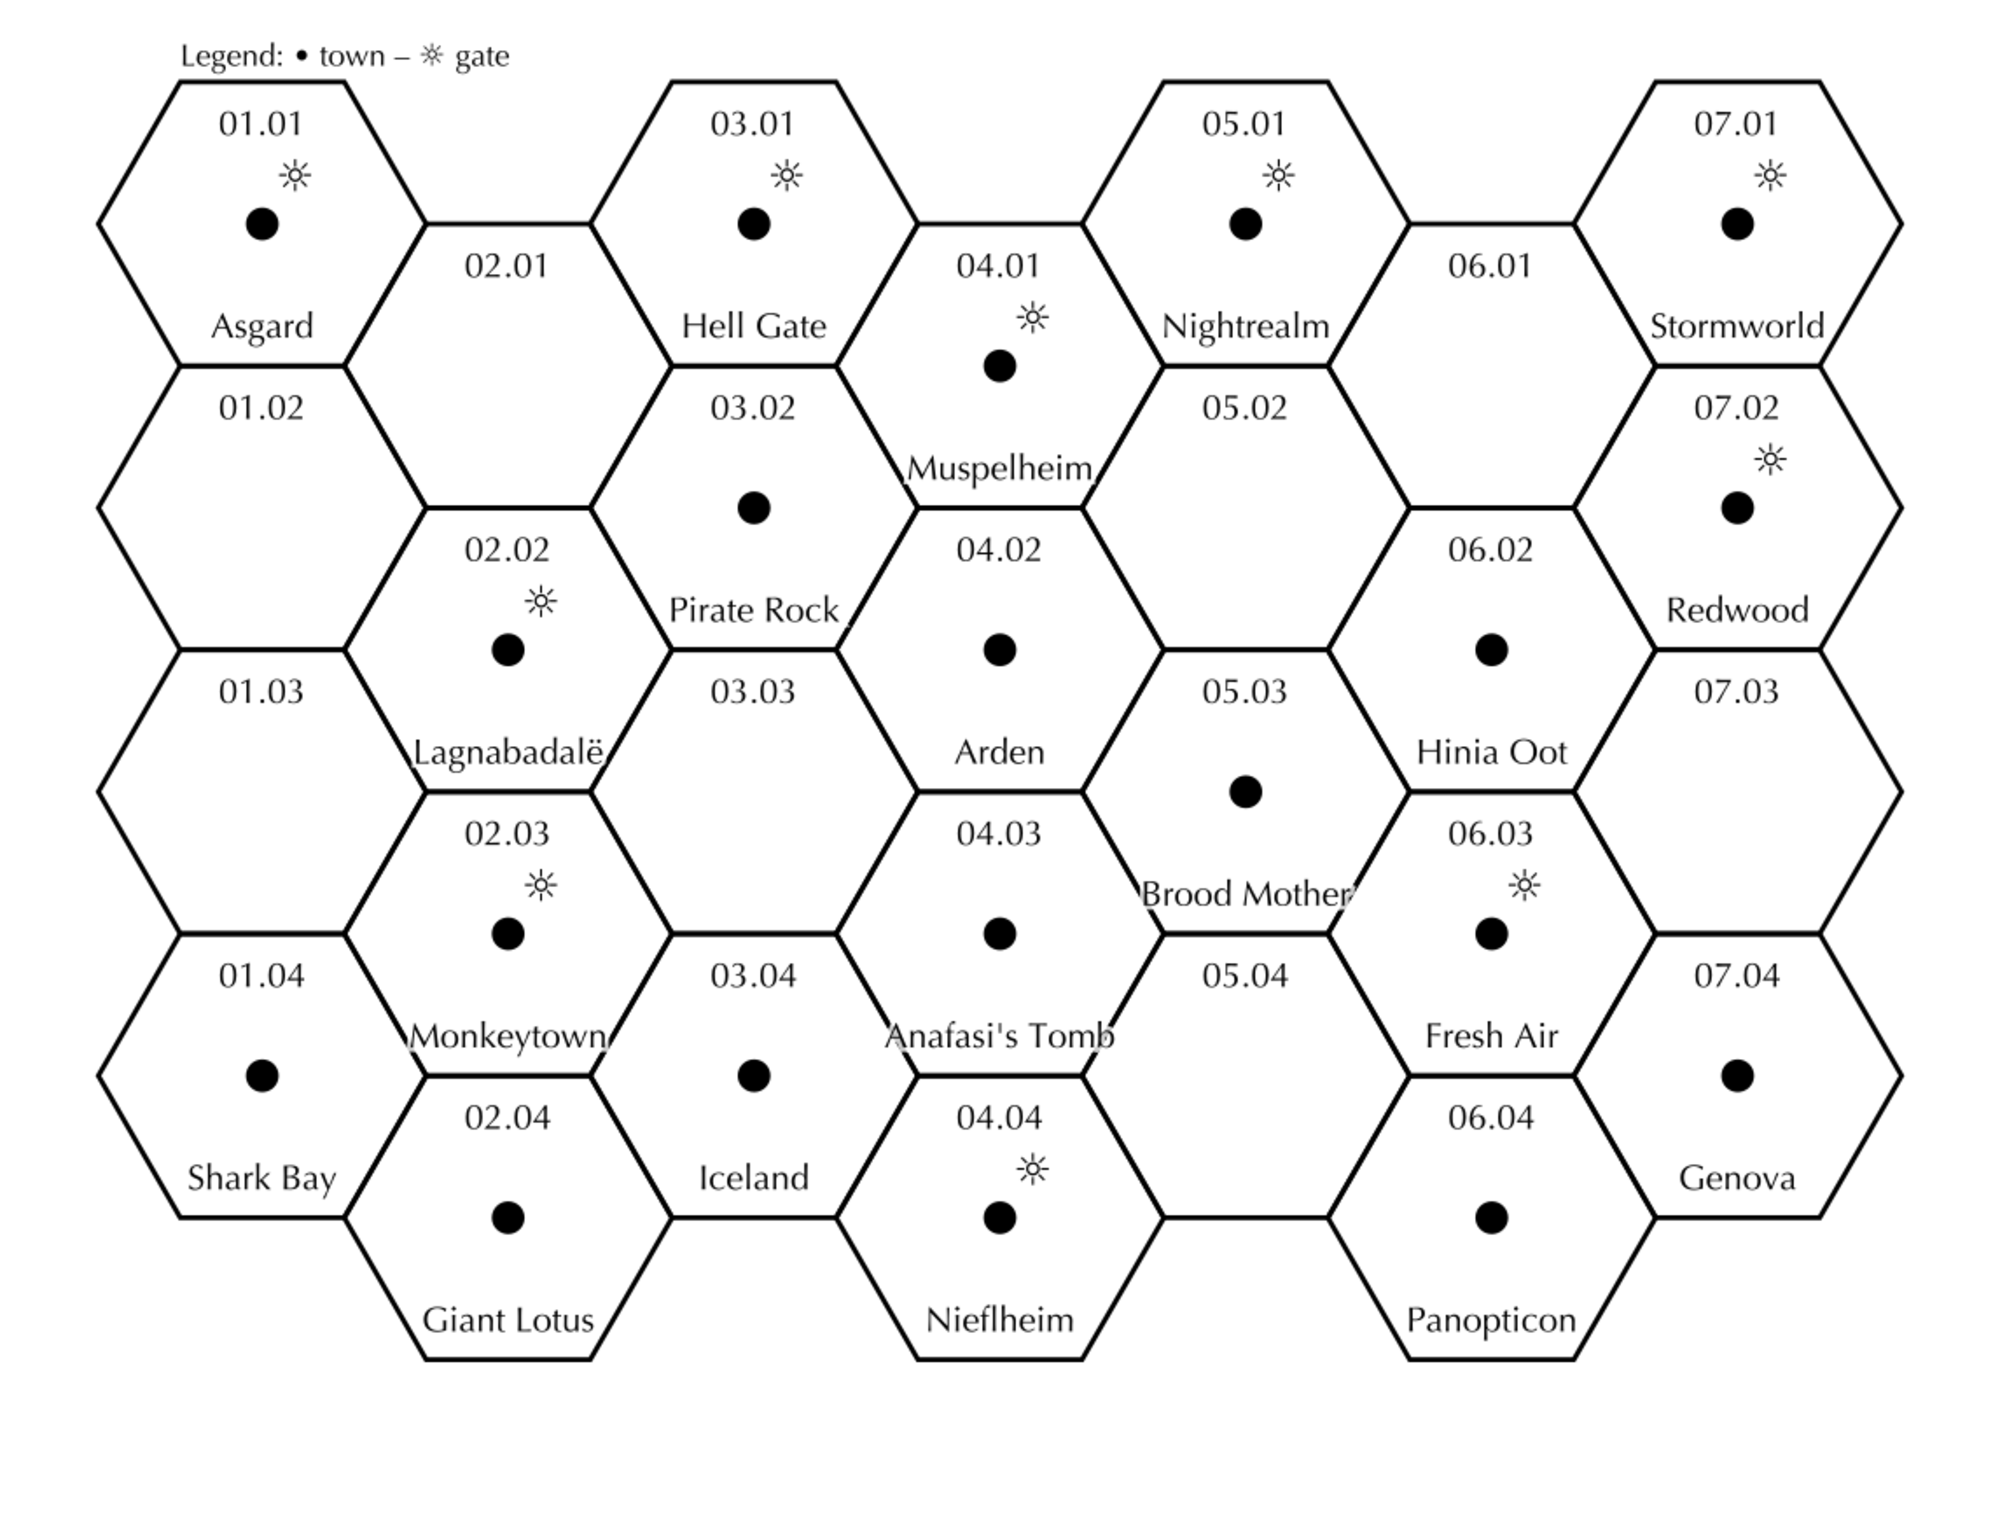 Legend: • town – ☼ gate
01.01
03.01
05.01
07.01
02.01
04.01
06.01
Asgard
Hell Gate
Nightrealm
Stormworld
01.02
03.02
05.02
07.02
Muspelheim
02.02
04.02
06.02
Pirate Rock
Redwood
01.03
03.03
05.03
07.03
Lagnabadalë
Arden
Hinia Oot
02.03
04.03
06.03
Brood Mother
01.04
03.04
05.04
07.04
Monkeytown
Anafasi's Tomb
Fresh Air
02.04
04.04
06.04
Shark Bay
Iceland
Genova
Giant Lotus
Nieflheim
Panopticon